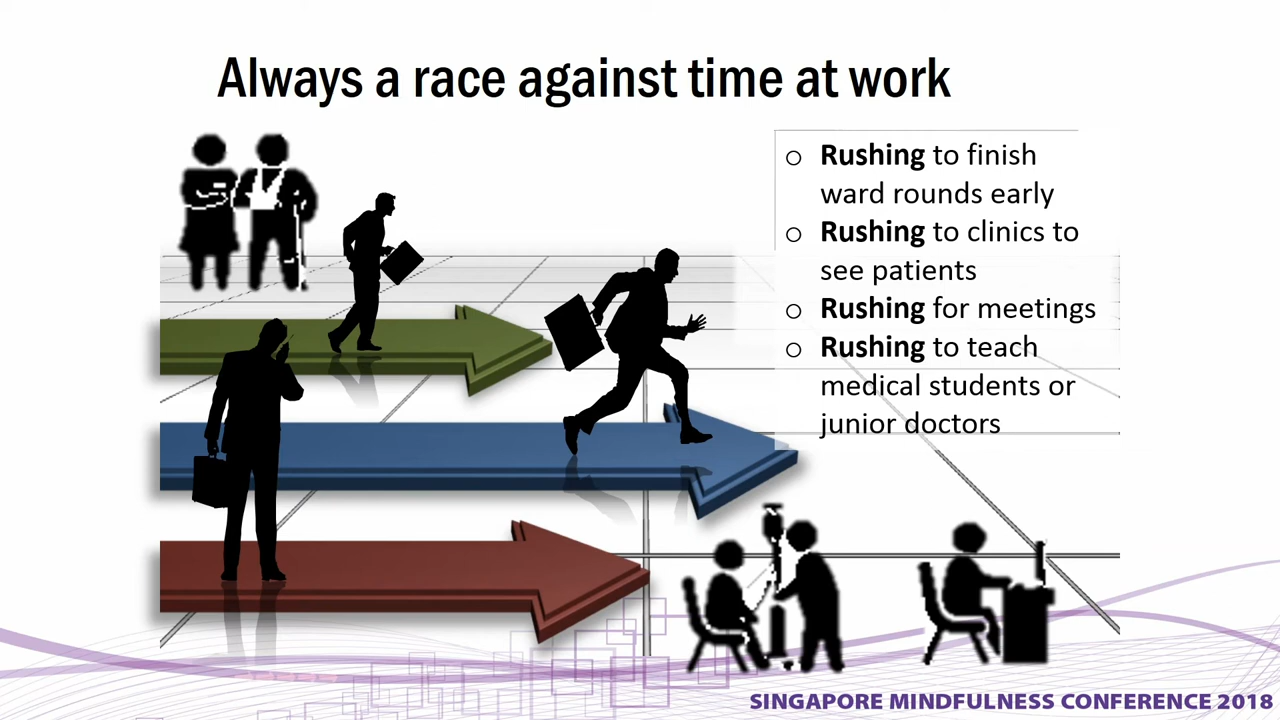 Always a race against time at work
○ Rushing to finish
ward rounds early
○ Rushing to clinics to
see patients
○ Rushing for meetings
○ Rushing to teach
medical students or
junior doctors
SINGAPORE MINDFULNESS CONFERENCE 2018